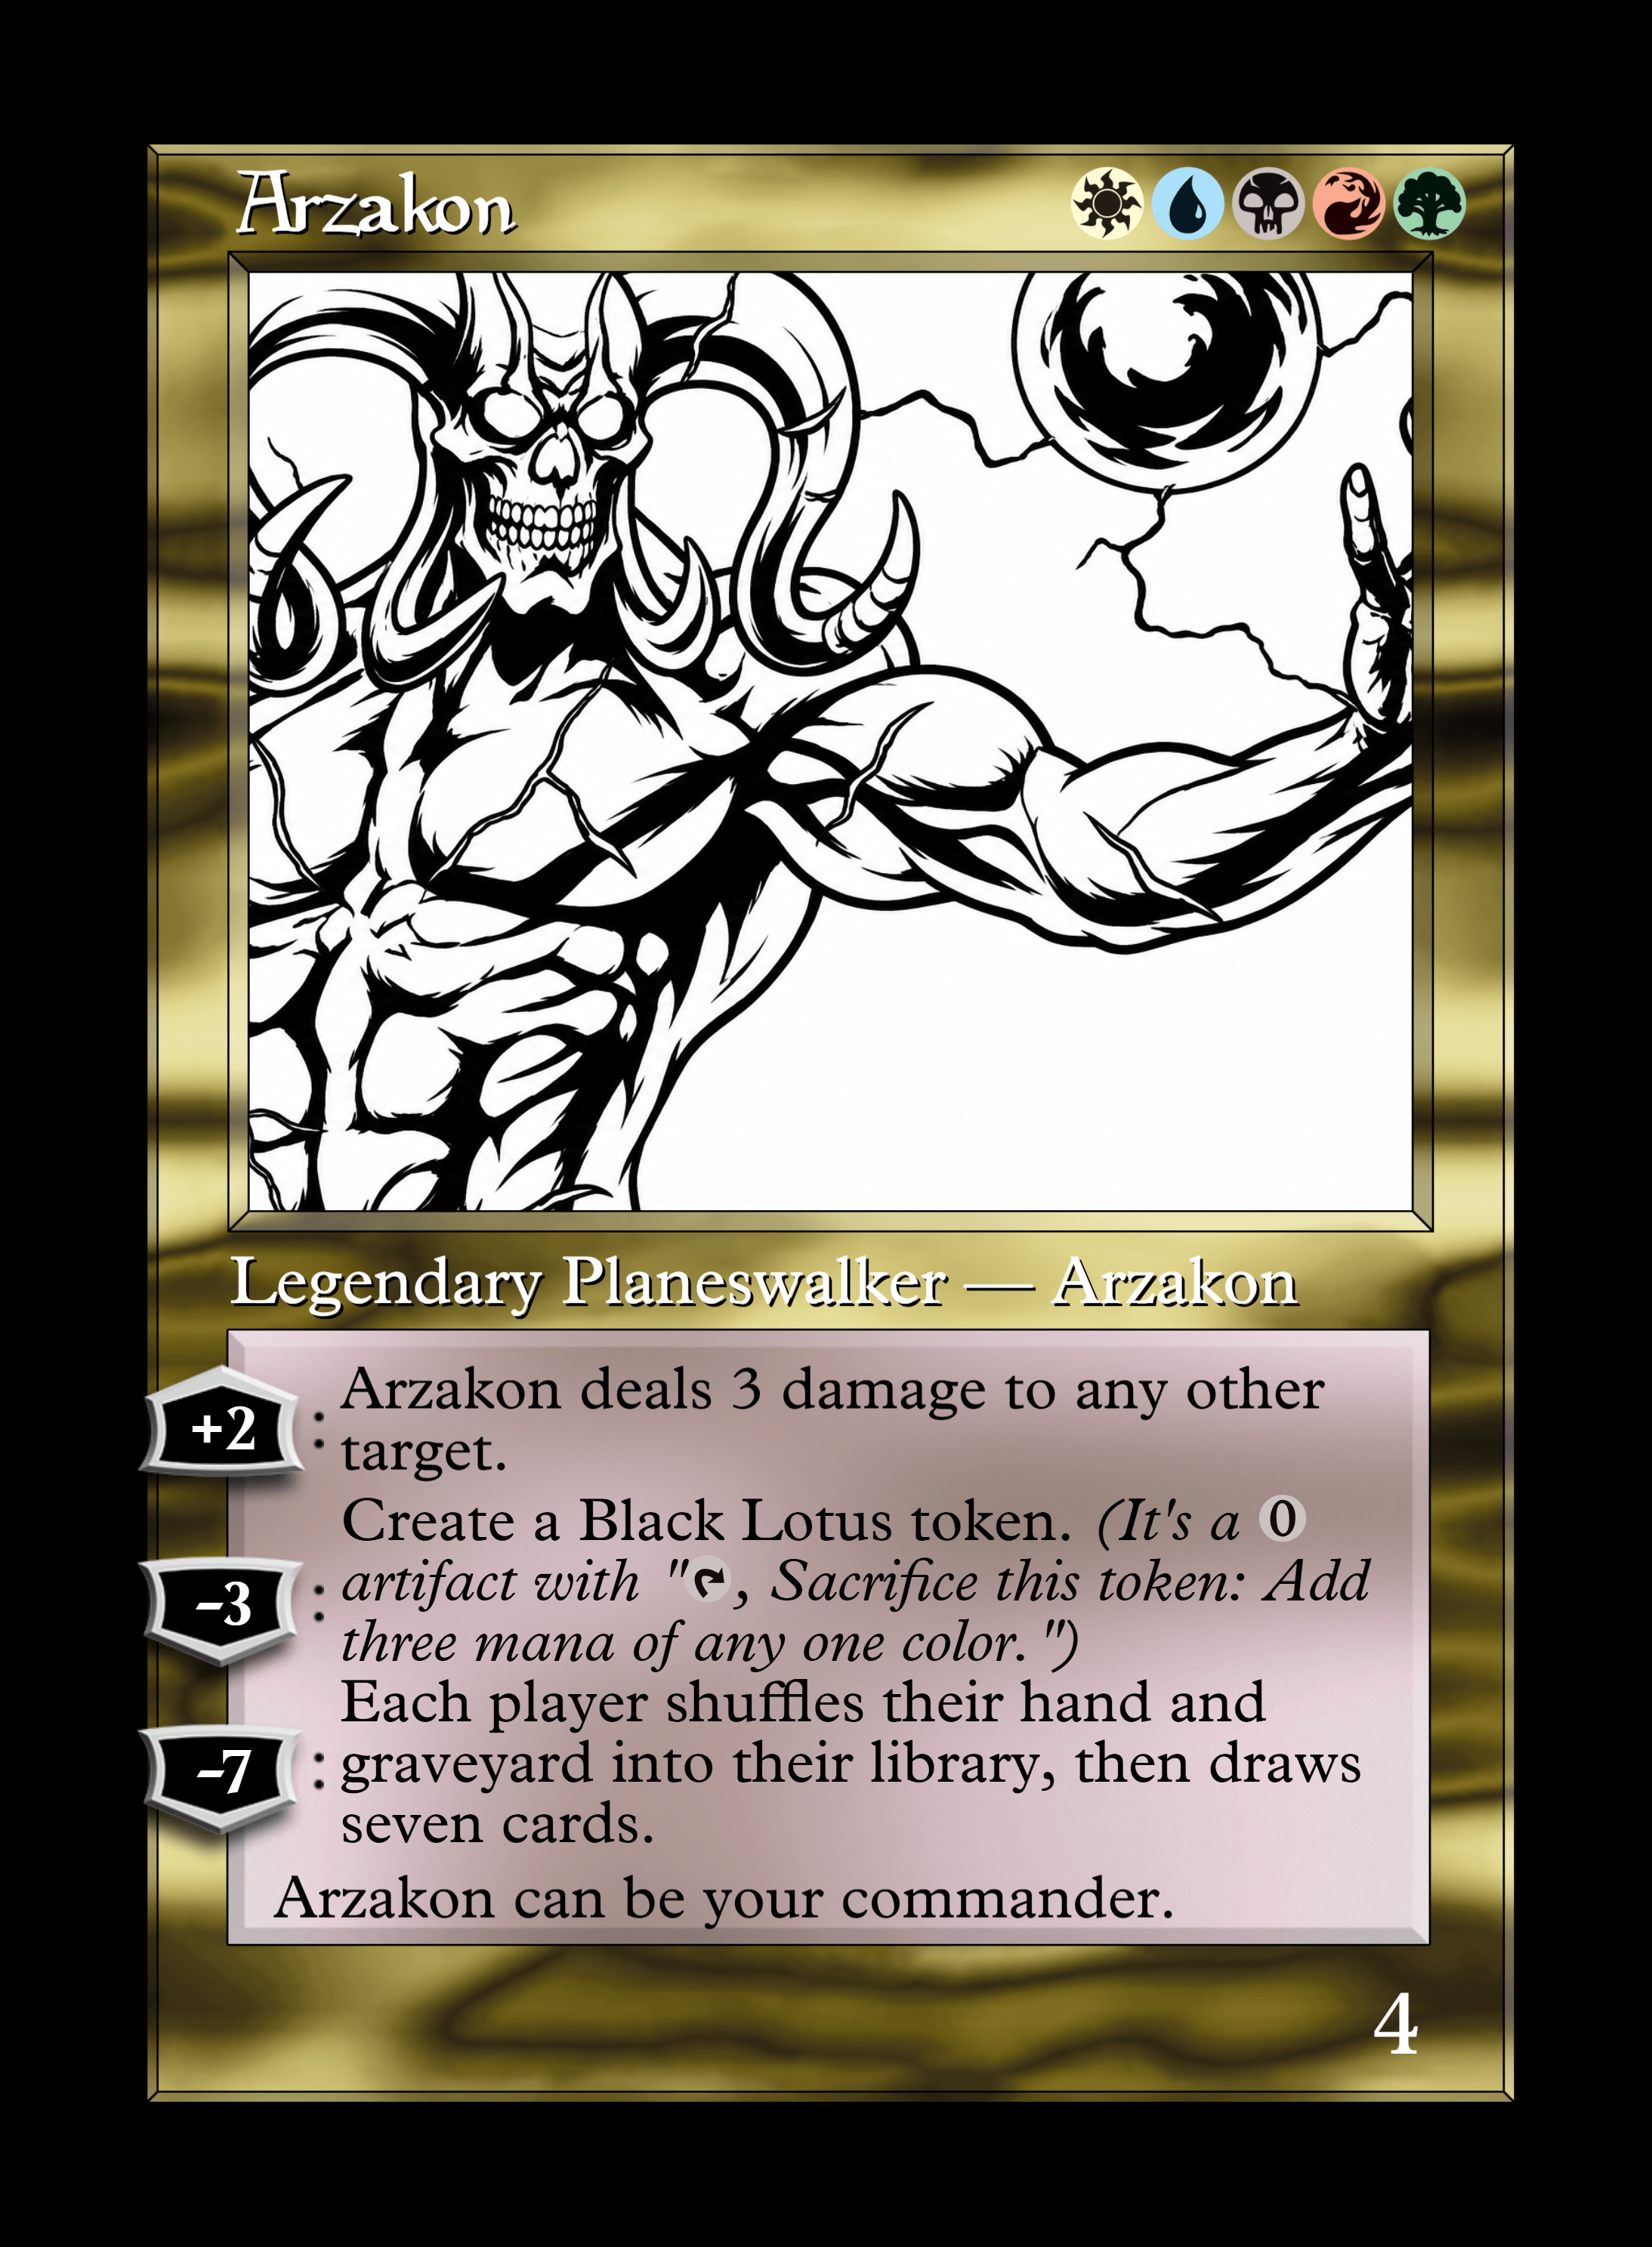 Arzakon
Legendary Planeswalker — Arzakon
+2 : Arzakon deals 3 damage to any other
target.
Create a Black Lotus token. (It's a 0
–3 : artifact with ", Sacrifice this token: Add
three mana of any one color.")
Each player shuffles their hand and
–7 : graveyard into their library, then draws
seven cards.
Arzakon can be your commander.
4